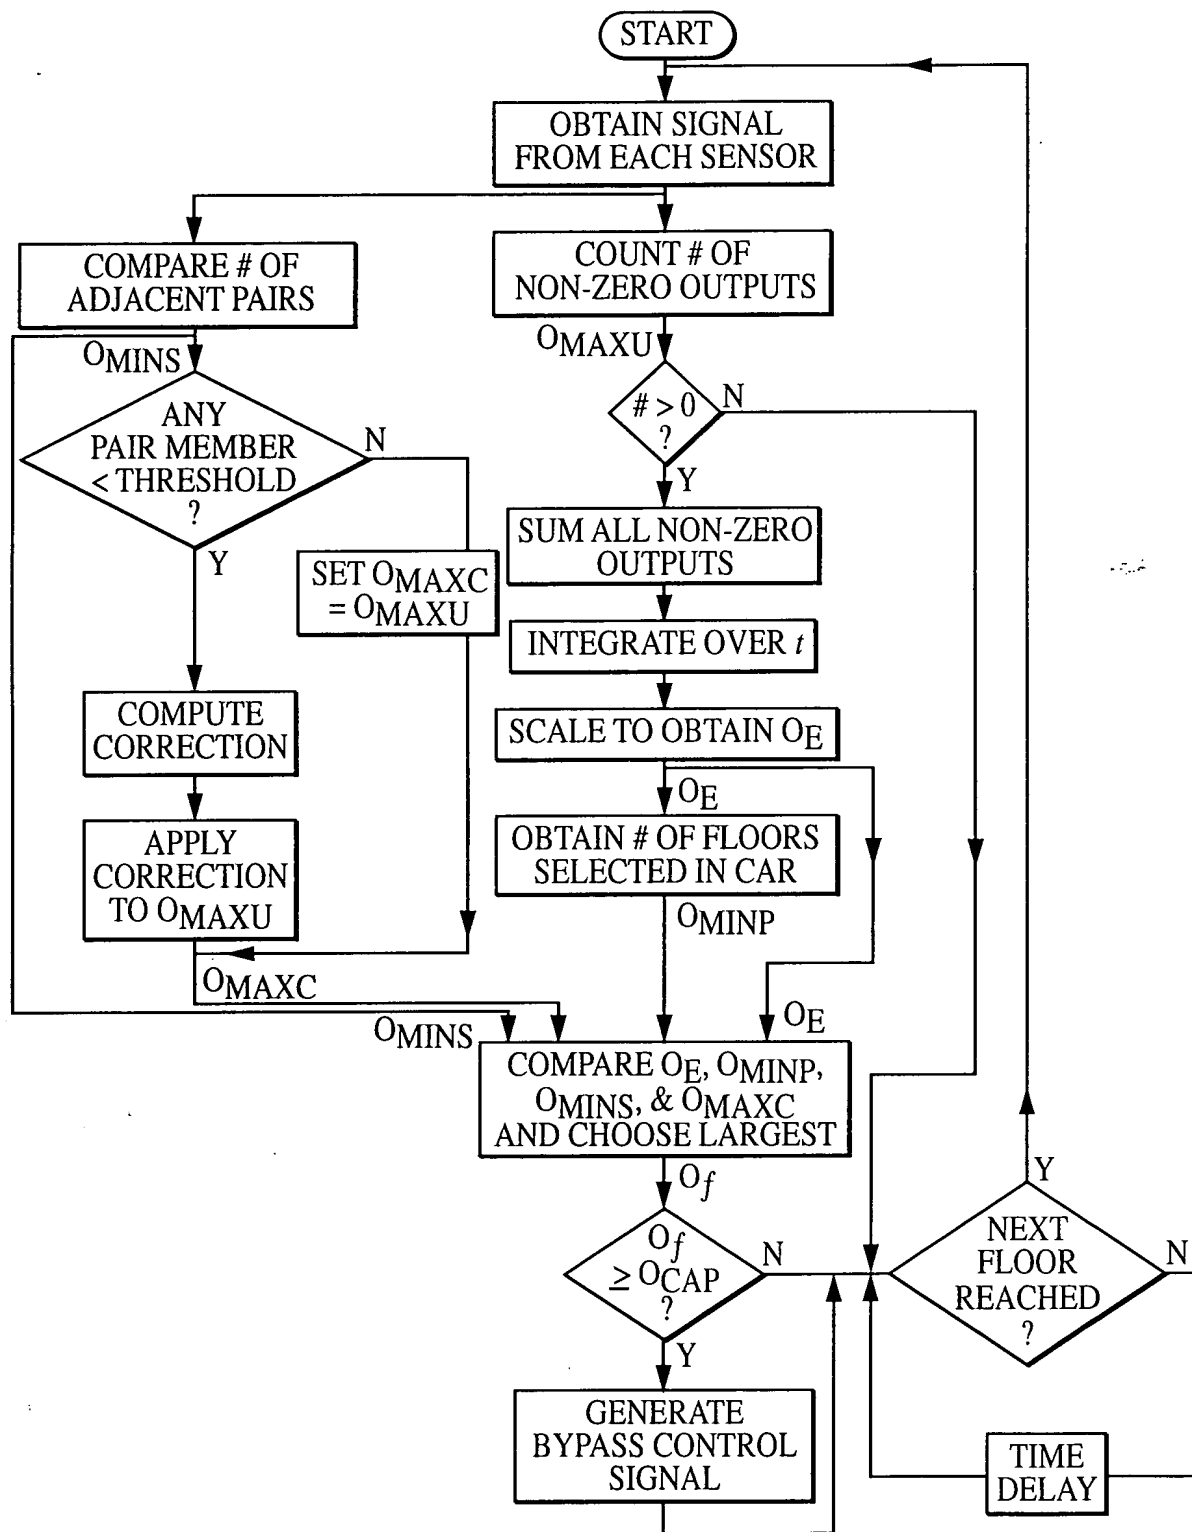 START
OBTAIN SIGNAL
FROM EACH SENSOR
COMPARE # OF
ADJACENT PAIRS
COUNT # OF
NON-ZERO OUTPUTS
OMINS
OMAXU
ANY
PAIR MEMBER
< THRESHOLD
?
N
Y
# > 0
?
N
Y
SET OMAXC
= OMAXU
SUM ALL NON-ZERO
OUTPUTS
INTEGRATE OVER t
SCALE TO OBTAIN OE
COMPUTE
CORRECTION
OE
APPLY
CORRECTION
TO OMAXU
OBTAIN # OF FLOORS
SELECTED IN CAR
OMINP
OMAXC
OMINS
OE
COMPARE OE, OMINP,
OMINS, & OMAXC
AND CHOOSE LARGEST
Of
Of
≥ OCAP
?
N
Y
NEXT
FLOOR
REACHED
?
Y
N
GENERATE
BYPASS CONTROL
SIGNAL
TIME
DELAY